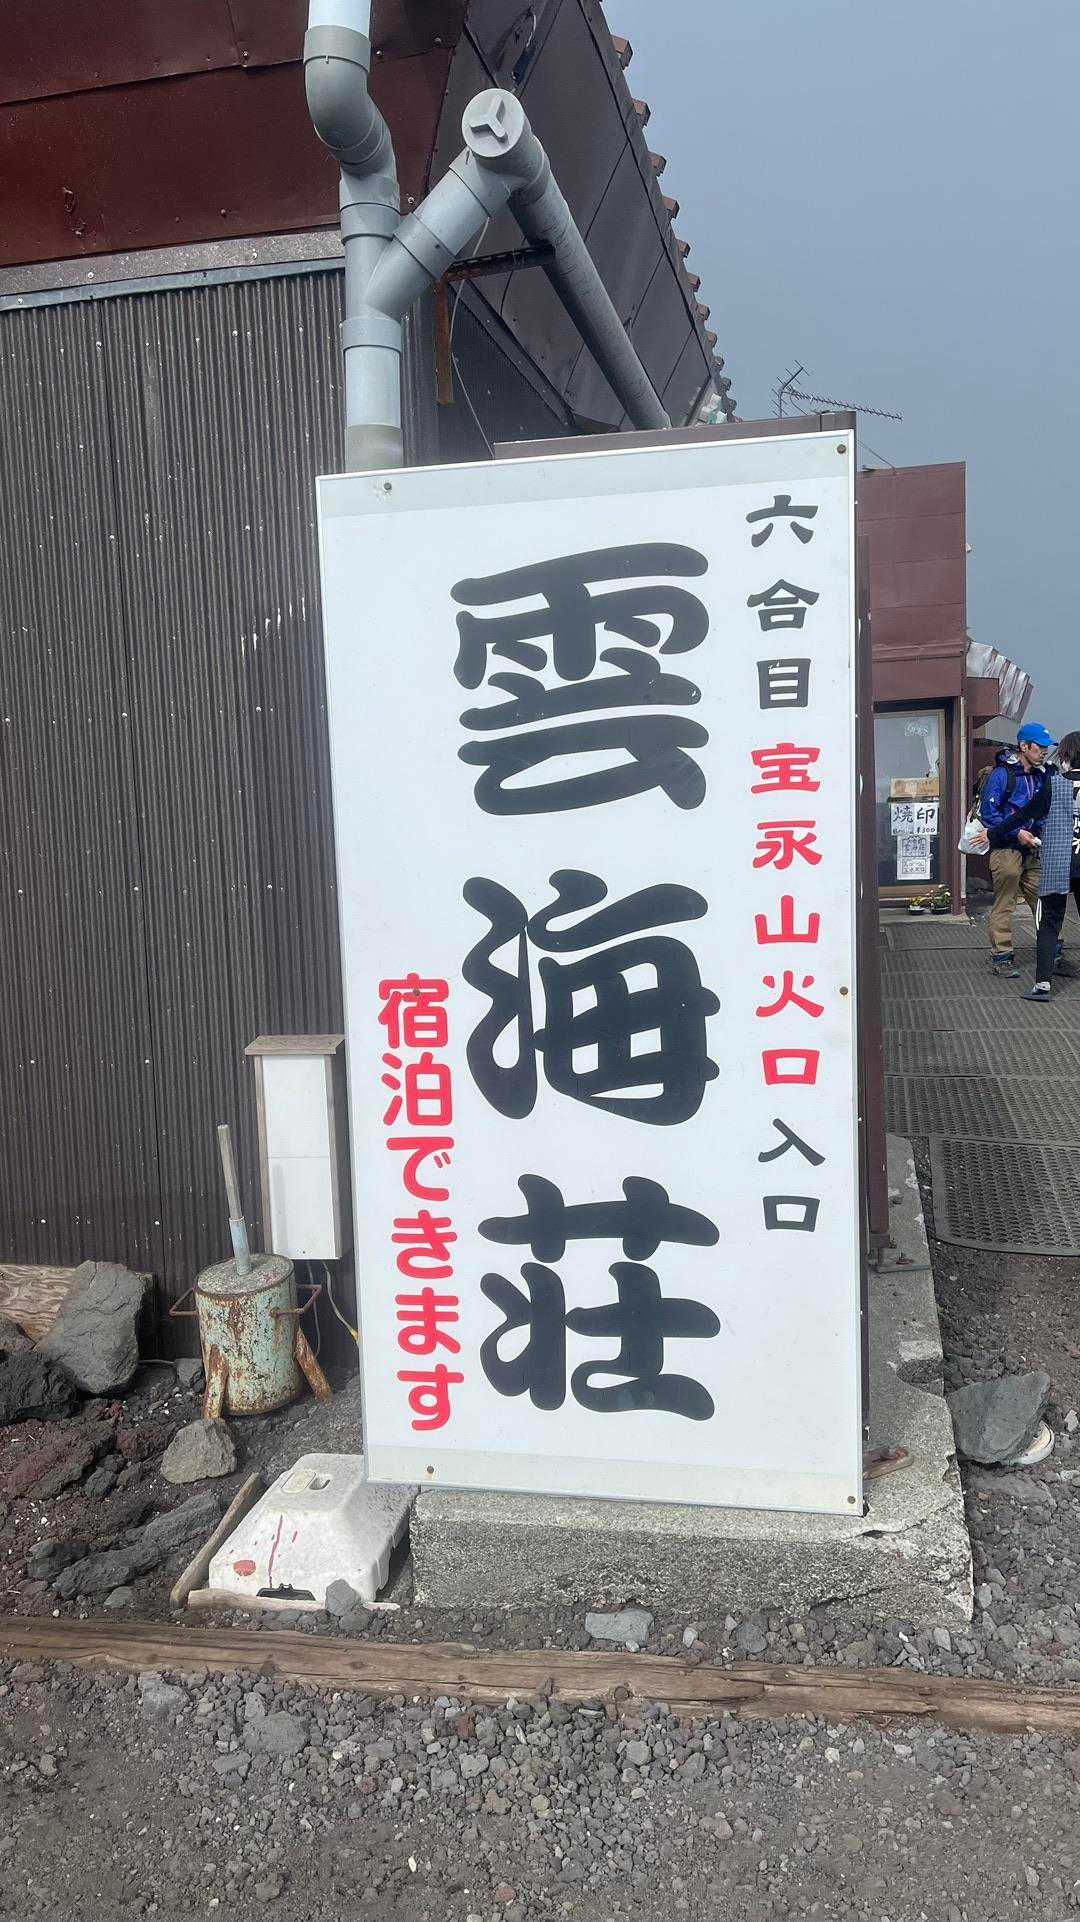 六合目宝永山火口入口
雲海荘
宿泊できます
焼印